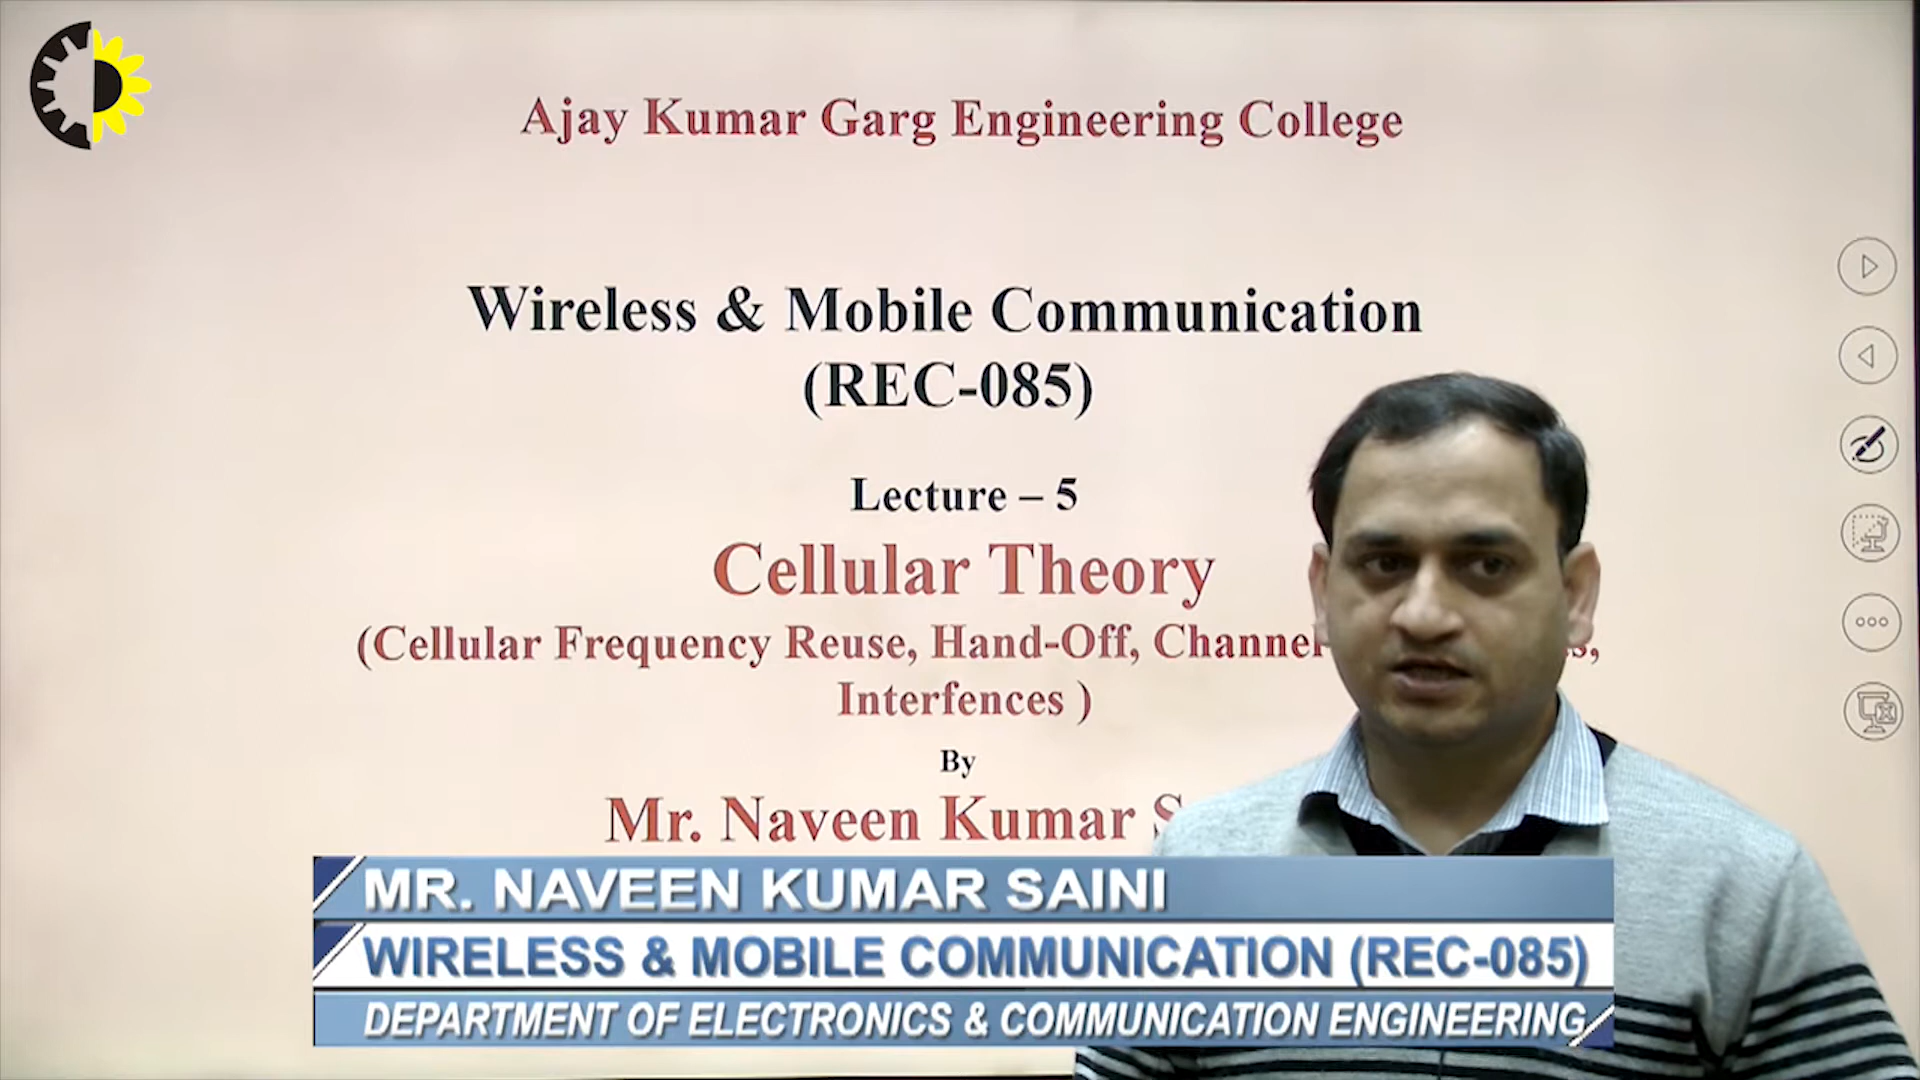 Ajay Kumar Garg Engineering College
Wireless & Mobile Communication
(REC-085)
Lecture – 5
Cellular Theory
(Cellular Frequency Reuse, Hand-Off, Channel
Interfences )
By
Mr. Naveen Kumar S
MR. NAVEEN KUMAR SAINI
WIRELESS & MOBILE COMMUNICATION (REC-085)
DEPARTMENT OF ELECTRONICS & COMMUNICATION ENGINEERING